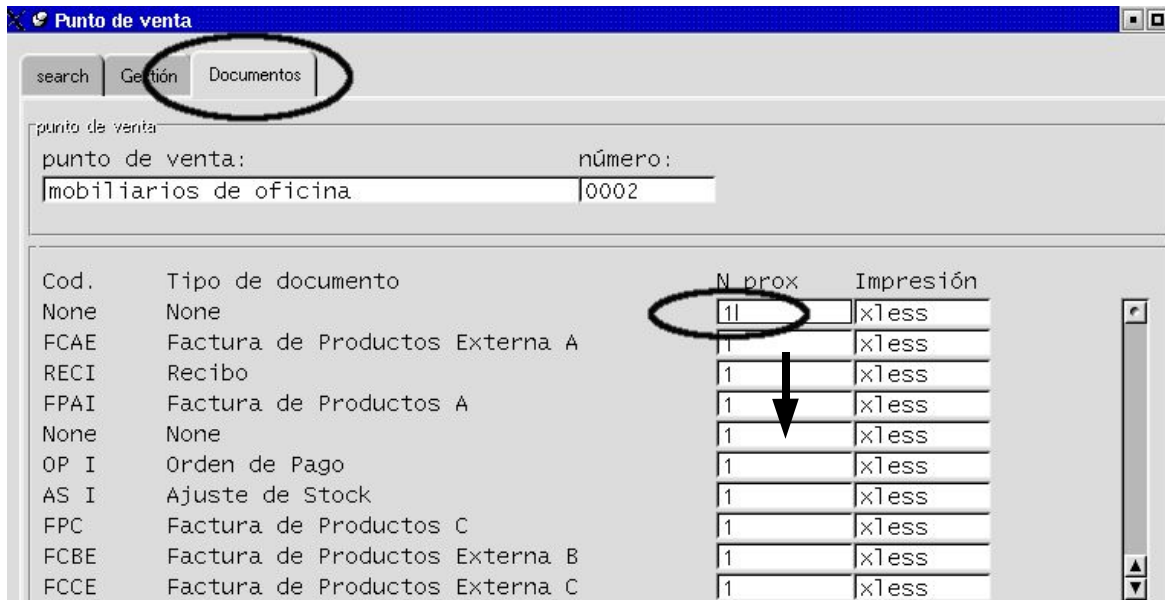 Punto de venta
search Gestión Documentos
punto de venta
punto de venta: número:
mobiliarios de oficina 0002
Cod. Tipo de documento N prox Impresión
None None 1 xless
FCAE Factura de Productos Externa A 1 xless
RECI Recibo 1 xless
FPAI Factura de Productos A 1 xless
None None 1 xless
OP I Orden de Pago 1 xless
AS I Ajuste de Stock 1 xless
FPC Factura de Productos C 1 xless
FCBE Factura de Productos Externa B 1 xless
FCCE Factura de Productos Externa C 1 xless